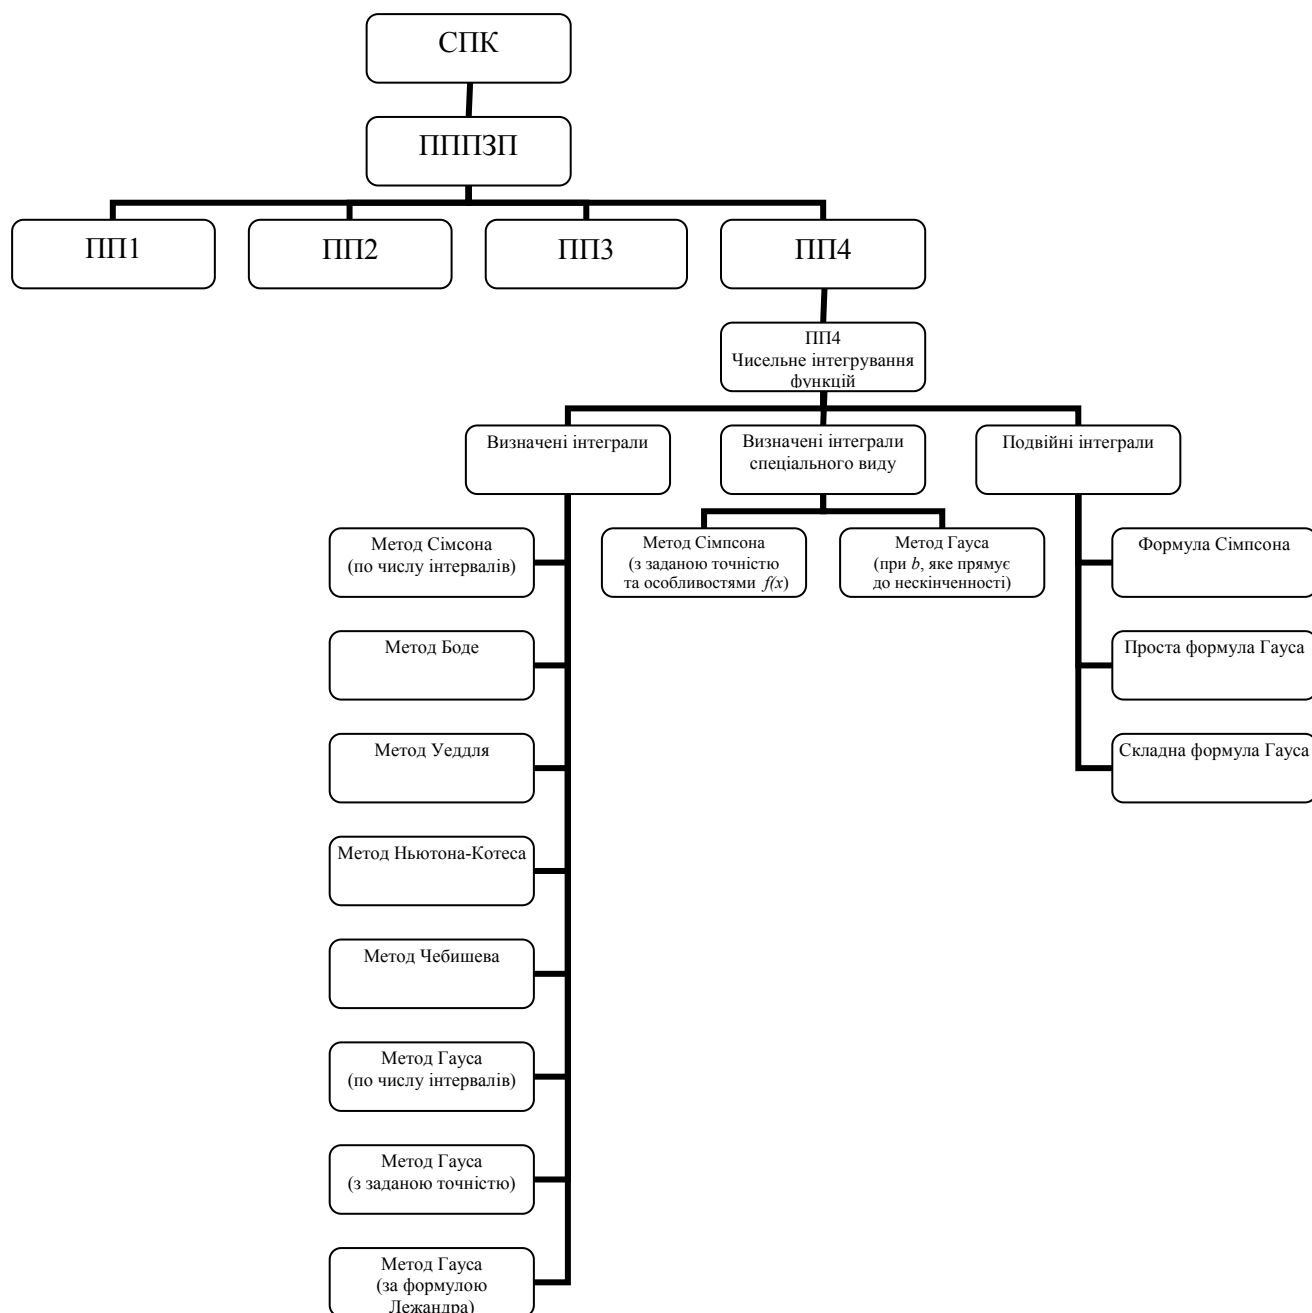 СПК
ПППЗП
ПП1
ПП2
ПП3
ПП4
ПП4
Чисельне інтегрування
функцій
Визначені інтеграли
Визначені інтеграли
спеціального виду
Подвійні інтеграли
Метод Сімсона
(по числу інтервалів)
Метод Боде
Метод Уеддля
Метод Ньютона-Котеса
Метод Чебишева
Метод Гауса
(по числу інтервалів)
Метод Гауса
(з заданою точністю)
Метод Гауса
(за формулою
Лежандра)
Метод Сімпсона
(з заданою точністю
та особливостями f(x)
Метод Гауса
(при b, яке прямує
до нескінченності)
Формула Сімпсона
Проста формула Гауса
Складна формула Гауса